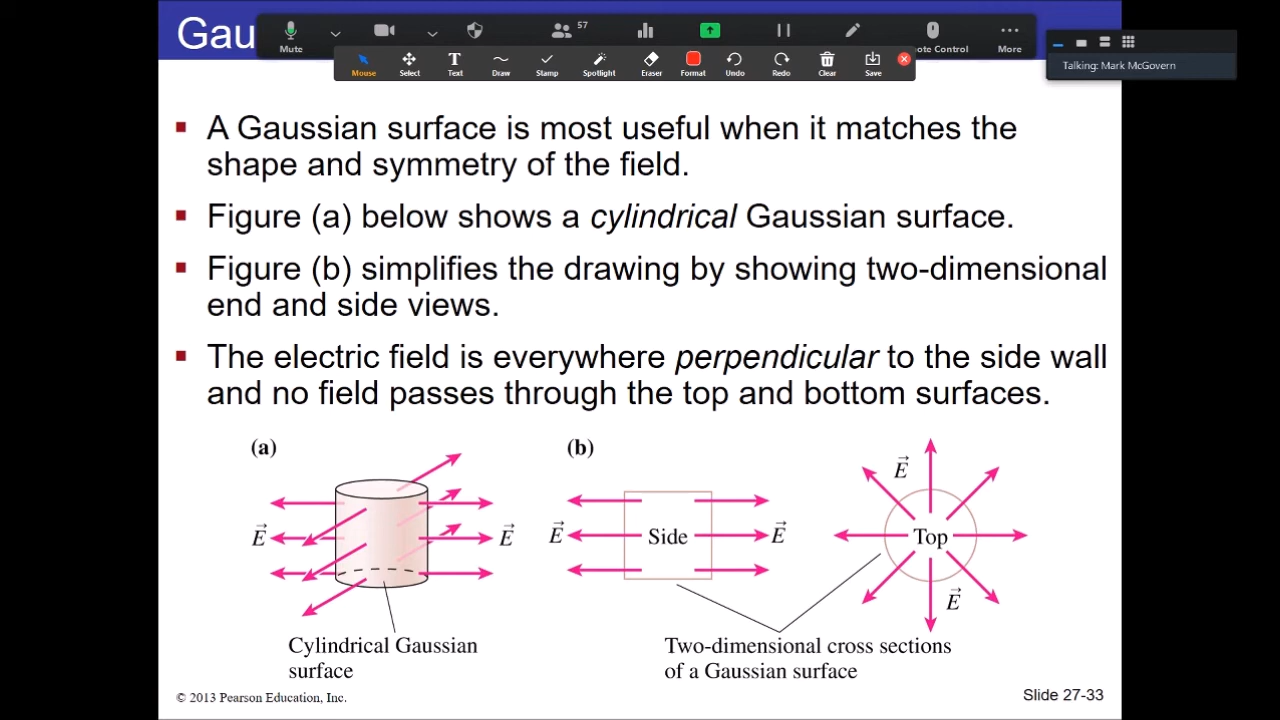 Gau
Mute
57
ote Control
More
Mouse Select Text Draw Stamp Spotlight Eraser Format Undo Redo Clear Save
Talking: Mark McGovern
A Gaussian surface is most useful when it matches the
shape and symmetry of the field.
Figure (a) below shows a cylindrical Gaussian surface.
Figure (b) simplifies the drawing by showing two-dimensional
end and side views.
The electric field is everywhere perpendicular to the side wall
and no field passes through the top and bottom surfaces.
(a)
E⃗
E⃗
Cylindrical Gaussian
surface
(b)
E⃗
Side
E⃗
E⃗
Top
E⃗
Two-dimensional cross sections
of a Gaussian surface
© 2013 Pearson Education, Inc.
Slide 27-33